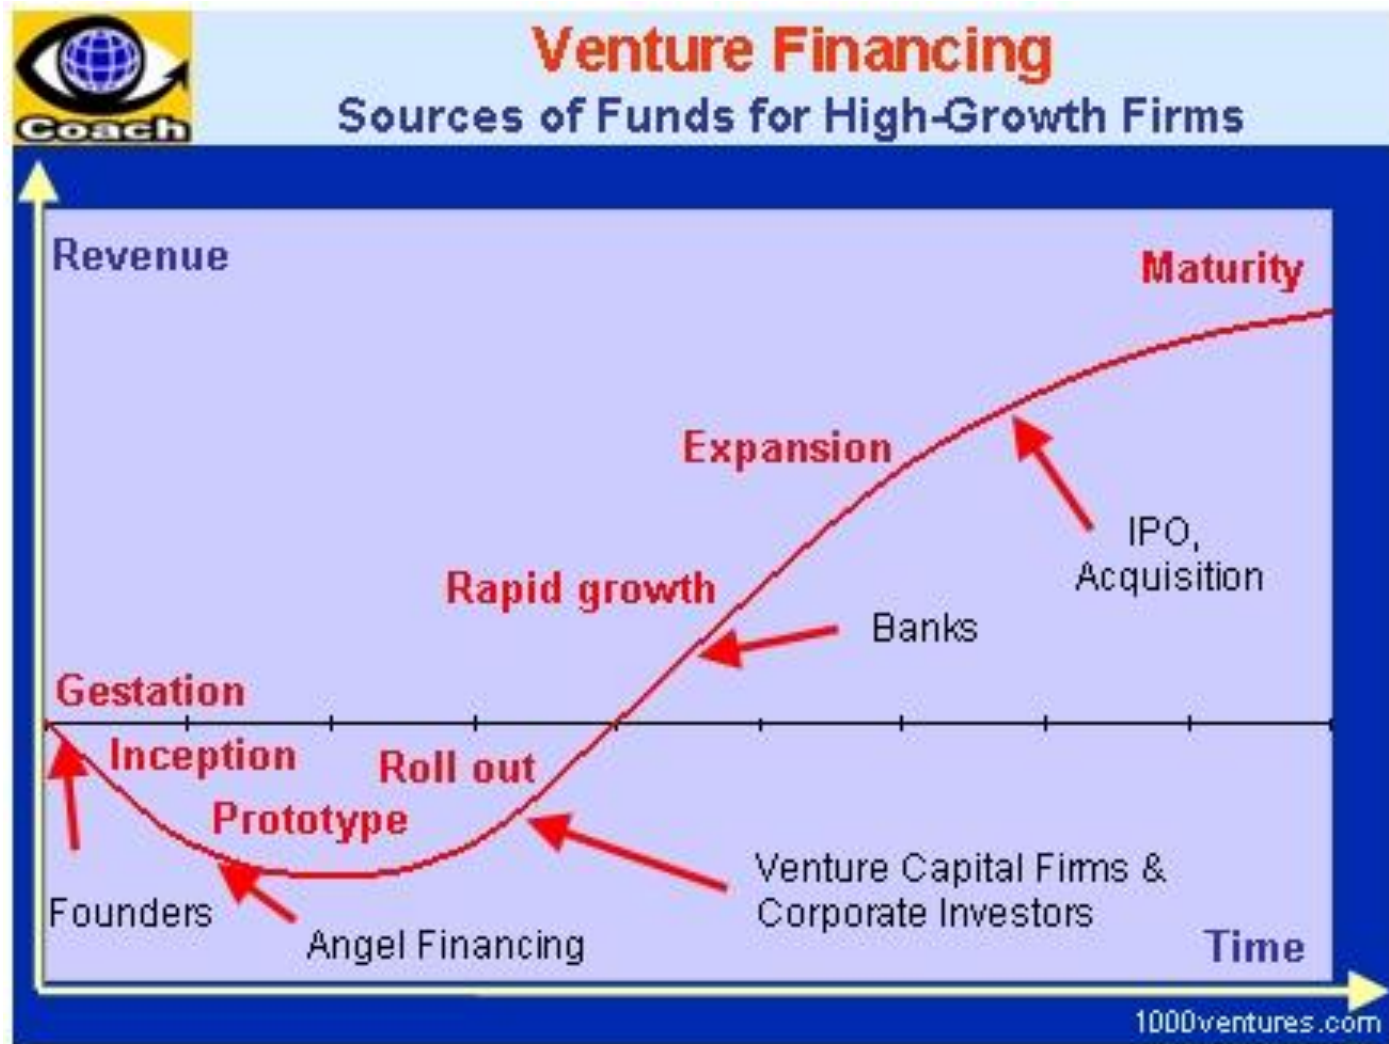 Coach
Venture Financing
Sources of Funds for High-Growth Firms
Revenue
Maturity
Expansion
IPO,
Acquisition
Rapid growth
Banks
Gestation
Inception
Roll out
Prototype
Venture Capital Firms &
Corporate Investors
Founders
Angel Financing
Time
1000ventures.com